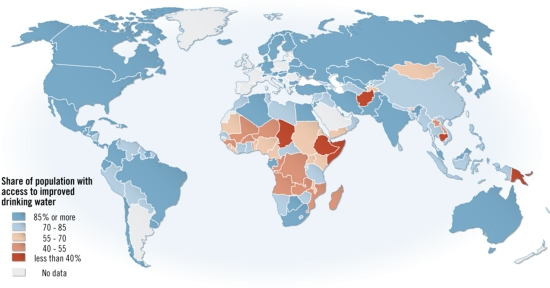 Share of population with
access to improved
drinking water
85% or more
70 - 85
55 - 70
40 - 55
less than 40%
No data